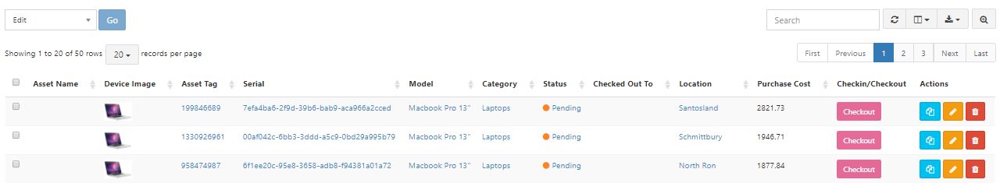 Edit Go Search
Showing 1 to 20 of 50 rows 20 records per page First Previous 1 2 3 Next Last
Asset Name Device Image Asset Tag Serial Model Category Status Checked Out To Location Purchase Cost Checkin/Checkout Actions
199846689 7efa4ba6-2f9d-39b6-bab9-aca966a2cced Macbook Pro 13" Laptops Pending Santosland 2821.73 Checkout
1330926961 00af042c-6bb3-3ddd-a5c9-0bd29a995b79 Macbook Pro 13" Laptops Pending Schmittbury 1946.71 Checkout
958474987 6f1ee20c-95e8-3658-adb8-f94381a01a72 Macbook Pro 13" Laptops Pending North Ron 1877.84 Checkout